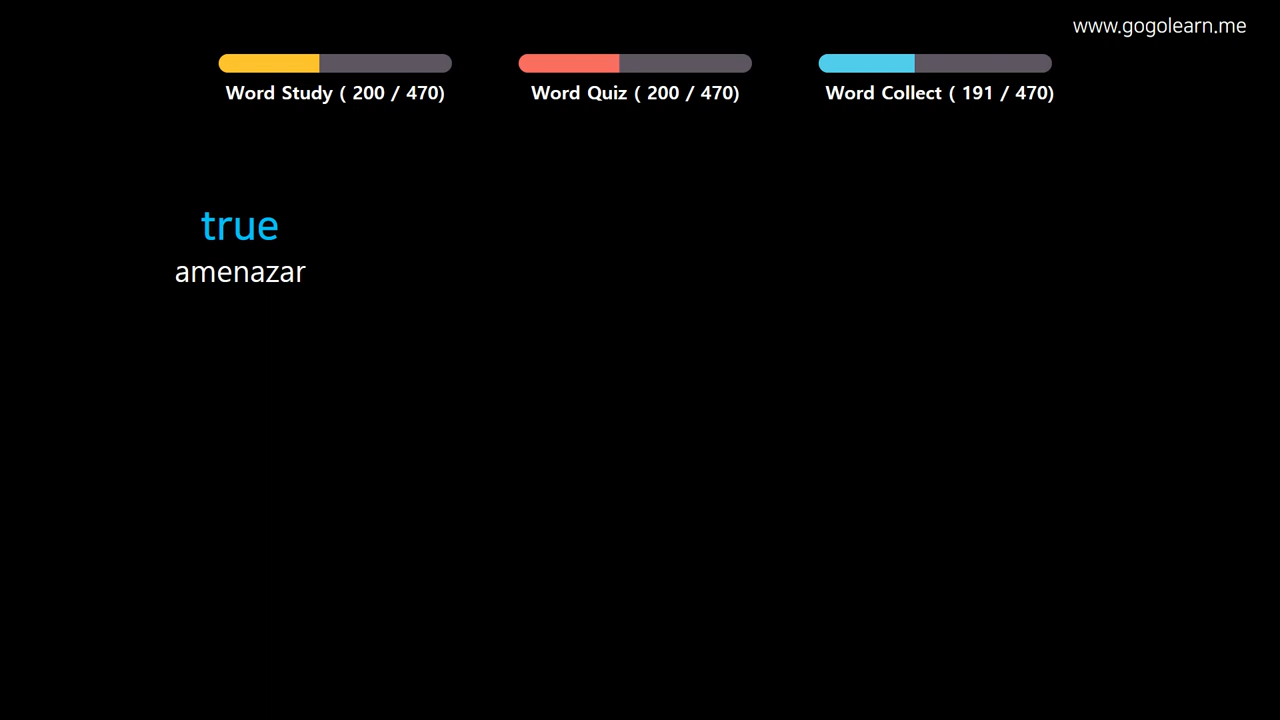 www.gogolearn.me
Word Study ( 200 / 470)
Word Quiz ( 200 / 470)
Word Collect ( 191 / 470)
true
amenazar